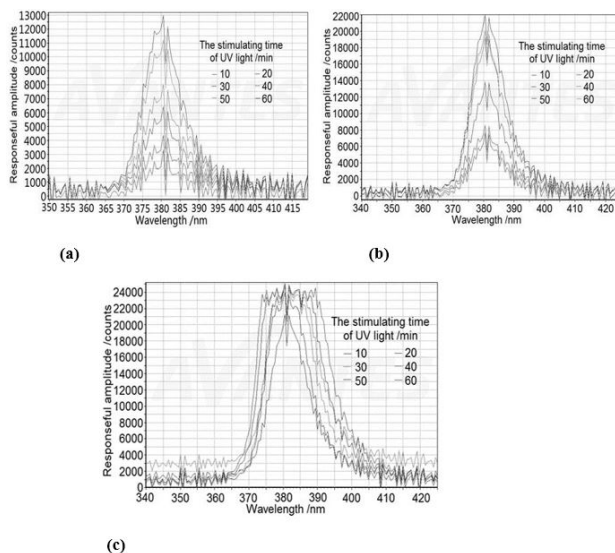 13000
12000
11000
10000
9000
8000
7000
6000
5000
4000
3000
2000
1000
0
Responseful amplitude /counts
The stimulating time
of UV light /min
10 20
30 40
50 60
350 355 360 365 370 375 380 385 390 395 400 405 410 415
Wavelength /nm
(a)
22000
20000
18000
16000
14000
12000
10000
8000
6000
4000
2000
0
Responseful amplitude /counts
The stimulating time
of UV light /min
10 20
30 40
50 60
340 350 360 370 380 390 400 410 420
Wavelength /nm
(b)
24000
22000
20000
18000
16000
14000
12000
10000
8000
6000
4000
2000
0
Responseful amplitude /counts
The stimulating time
of UV light /min
10 20
30 40
50 60
340 350 360 370 380 390 400 410 420
Wavelength /nm
(c)